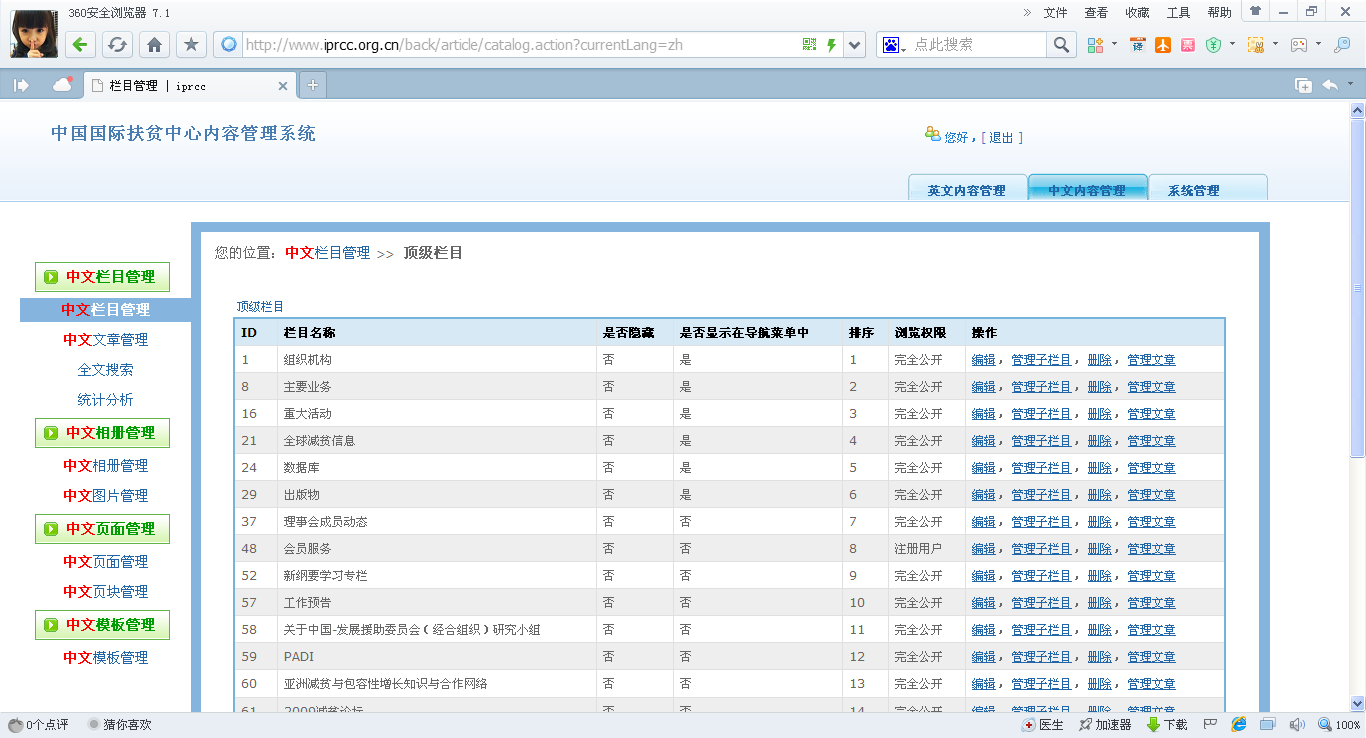 360安全浏览器 7.1
» 文件 查看 收藏 工具 帮助
http://www.iprcc.org.cn/back/article/catalog.action?currentLang=zh
点此搜索
译 票
栏目管理 | iprcc
中国国际扶贫中心内容管理系统
您好，[ 退出 ]
英文内容管理 中文内容管理 系统管理
您的位置：中文栏目管理 >> 顶级栏目
中文栏目管理
中文栏目管理
中文文章管理
全文搜索
统计分析
中文相册管理
中文相册管理
中文图片管理
中文页面管理
中文页面管理
中文页块管理
中文模板管理
中文模板管理
顶级栏目
ID 栏目名称 是否隐藏 是否显示在导航菜单中 排序 浏览权限 操作
1 组织机构 否 是 1 完全公开 编辑，管理子栏目，删除，管理文章
8 主要业务 否 是 2 完全公开 编辑，管理子栏目，删除，管理文章
16 重大活动 否 是 3 完全公开 编辑，管理子栏目，删除，管理文章
21 全球减贫信息 否 是 4 完全公开 编辑，管理子栏目，删除，管理文章
24 数据库 否 是 5 完全公开 编辑，管理子栏目，删除，管理文章
29 出版物 否 是 6 完全公开 编辑，管理子栏目，删除，管理文章
37 理事会成员动态 否 否 7 完全公开 编辑，管理子栏目，删除，管理文章
48 会员服务 否 否 8 注册用户 编辑，管理子栏目，删除，管理文章
52 新纲要学习专栏 否 否 9 完全公开 编辑，管理子栏目，删除，管理文章
57 工作预告 否 否 10 完全公开 编辑，管理子栏目，删除，管理文章
58 关于中国-发展援助委员会（经合组织）研究小组 否 否 11 完全公开 编辑，管理子栏目，删除，管理文章
59 PADI 否 否 12 完全公开 编辑，管理子栏目，删除，管理文章
60 亚洲减贫与包容性增长知识与合作网络 否 否 13 完全公开 编辑，管理子栏目，删除，管理文章
61 2009减贫论坛 否 否 14 完全公开 编辑，管理子栏目，删除，管理文章
0个点评 猜你喜欢
医生 加速器 下载 100%